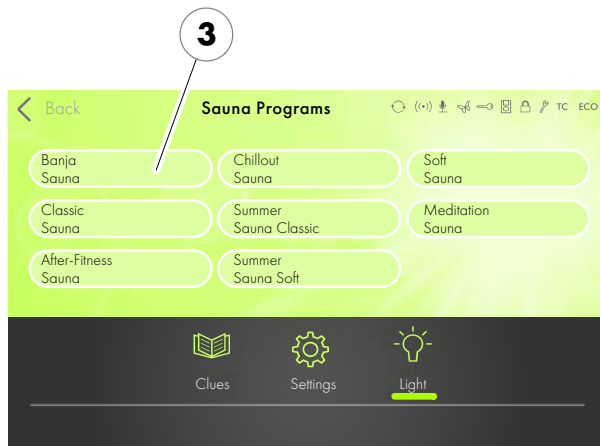 3
Back
Sauna Programs
TC ECO
Banja
Sauna
Chillout
Sauna
Soft
Sauna
Classic
Sauna
Summer
Sauna Classic
Meditation
Sauna
After-Fitness
Sauna
Summer
Sauna Soft
Clues
Settings
Light